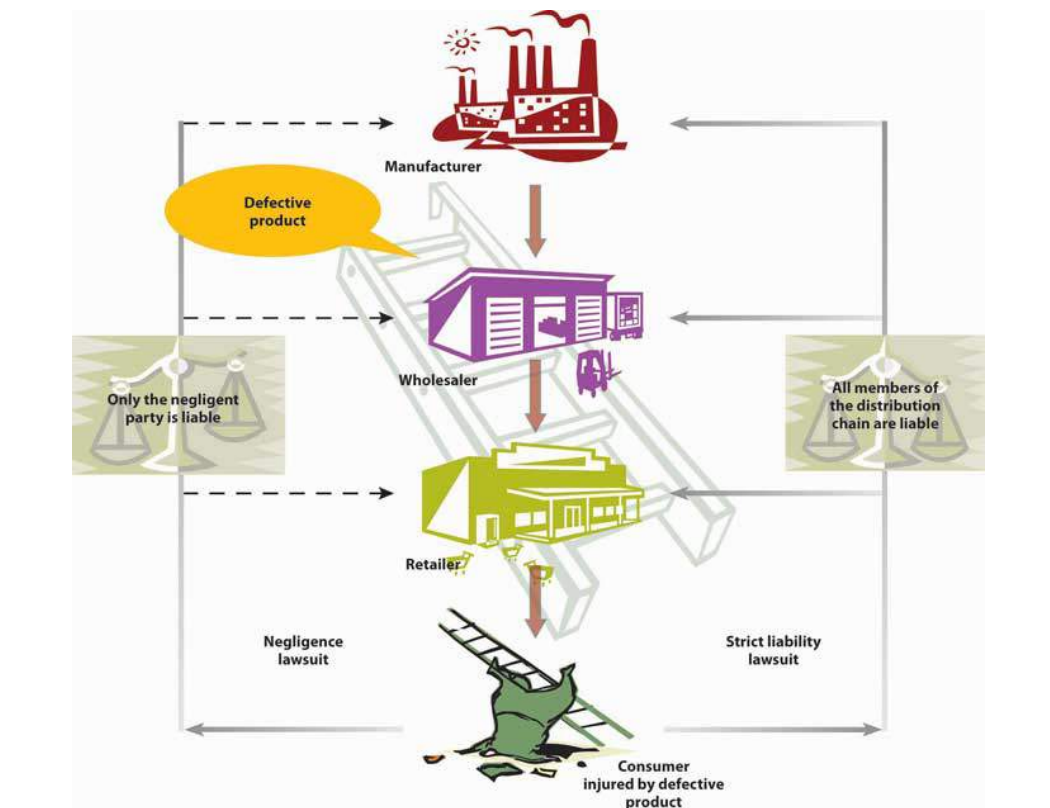 Manufacturer
Defective
product
Wholesaler
Only the negligent
party is liable
All members of
the distribution
chain are liable
Retailer
Negligence
lawsuit
Strict liability
lawsuit
Consumer
injured by defective
product